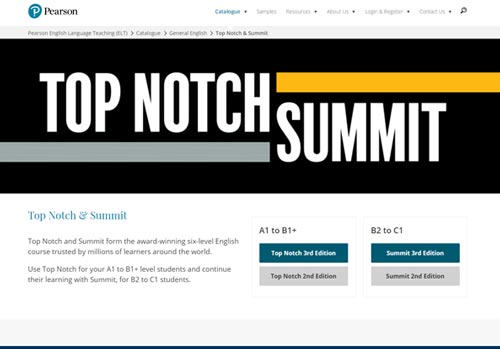 Pearson
Catalogue Samples Resources About Us Login & Register Contact Us
Pearson English Language Teaching (ELT) > Catalogue > General English > Top Notch & Summit
TOP NOTCH
SUMMIT
Top Notch & Summit
Top Notch and Summit form the award-winning six-level English
course trusted by millions of learners around the world.
Use Top Notch for your A1 to B1+ level students and continue
their learning with Summit, for B2 to C1 students.
A1 to B1+
Top Notch 3rd Edition
Top Notch 2nd Edition
B2 to C1
Summit 3rd Edition
Summit 2nd Edition